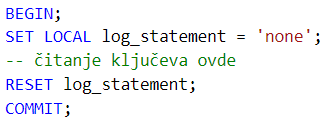 BEGIN;
SET LOCAL log_statement = 'none';
-- čitanje ključeva ovde
RESET log_statement;
COMMIT;